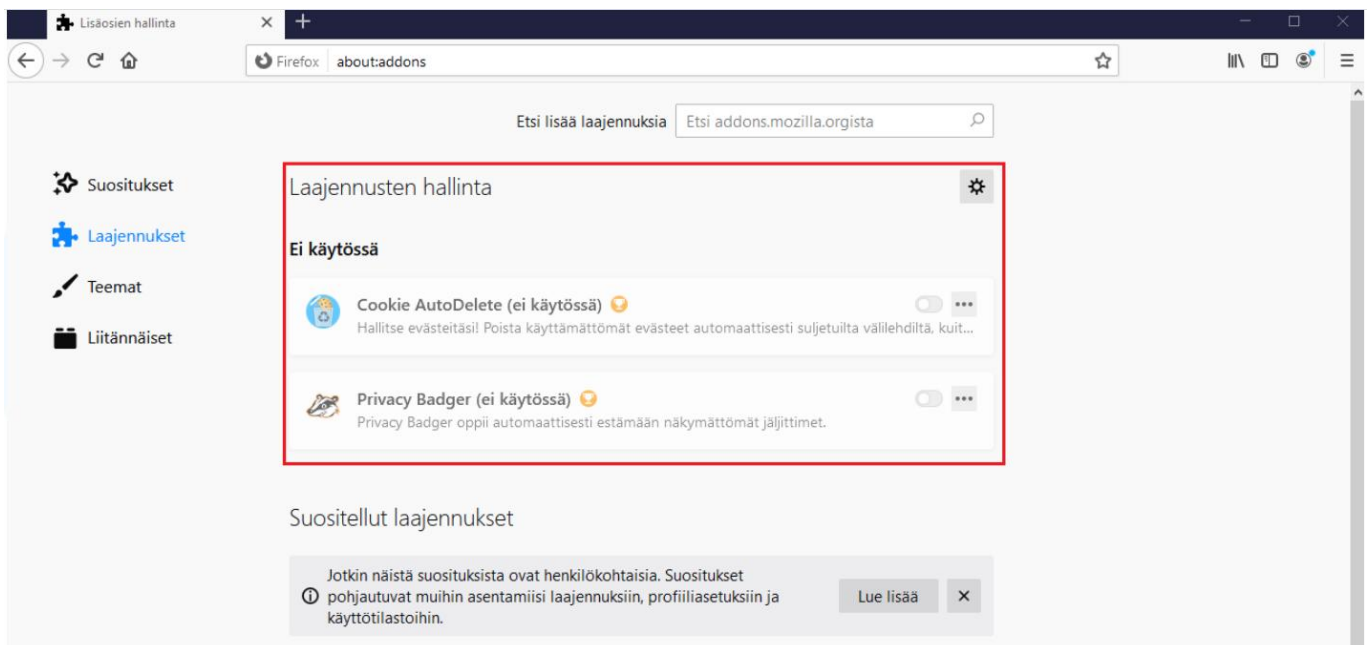 Lisäosien hallinta
Firefox about:addons
Etsi lisää laajennuksia Etsi addons.mozilla.orgista
Suositukset
Laajennukset
Teemat
Liitännäiset
Laajennusten hallinta
Ei käytössä
Cookie AutoDelete (ei käytössä)
Hallitse evästeitäsi! Poista käyttämättömät evästeet automaattisesti suljetuilta välilehdiltä, kuit...
Privacy Badger (ei käytössä)
Privacy Badger oppii automaattisesti estämään näkymättömät jäljittimet.
Suositellut laajennukset
Jotkin näistä suosituksista ovat henkilökohtaisia. Suositukset
pohjautuvat muihin asentamiisi laajennuksiin, profiiliasetuksiin ja
käyttötilastoihin.
Lue lisää